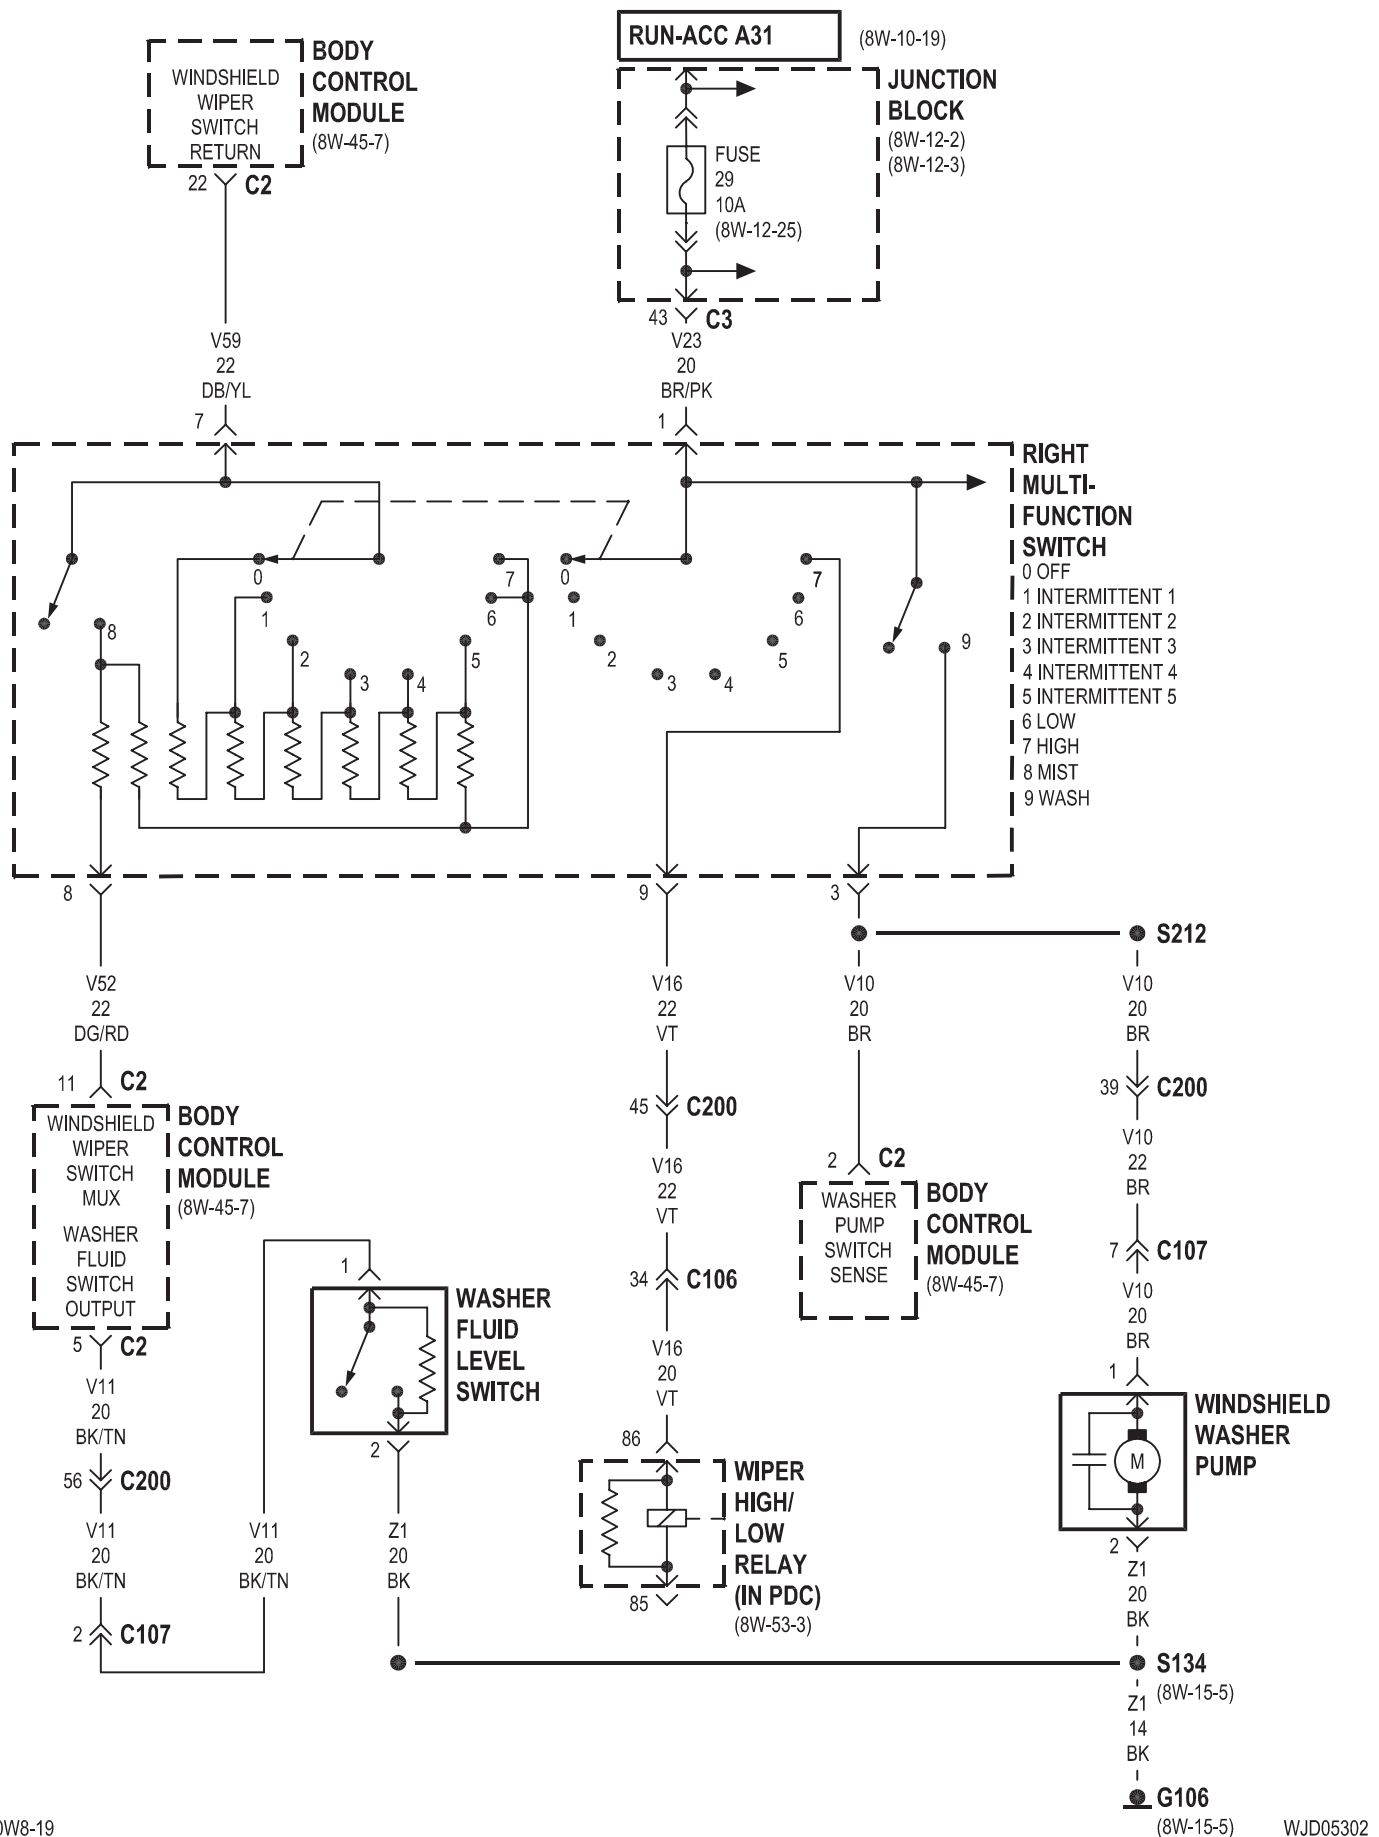 RUN-ACC A31
(8W-10-19)
BODY
CONTROL
MODULE
(8W-45-7)
WINDSHIELD
WIPER
SWITCH
RETURN
22
C2
JUNCTION
BLOCK
(8W-12-2)
(8W-12-3)
FUSE
29
10A
(8W-12-25)
43
C3
V59
22
DB/YL
7
V23
20
BR/PK
1
RIGHT
MULTI-
FUNCTION
SWITCH
0 OFF
1 INTERMITTENT 1
2 INTERMITTENT 2
3 INTERMITTENT 3
4 INTERMITTENT 4
5 INTERMITTENT 5
6 LOW
7 HIGH
8 MIST
9 WASH
8
0
1
2
3
4
5
6
7
0
1
2
3
4
5
6
7
9
8
9
3
S212
V52
22
DG/RD
11
C2
WINDSHIELD
WIPER
SWITCH
MUX
WASHER
FLUID
SWITCH
OUTPUT
BODY
CONTROL
MODULE
(8W-45-7)
5
C2
V11
20
BK/TN
56
C200
V11
20
BK/TN
2
C107
V11
20
BK/TN
1
WASHER
FLUID
LEVEL
SWITCH
2
Z1
20
BK
V16
22
VT
45
C200
V16
22
VT
34
C106
V16
20
VT
86
WIPER
HIGH/
LOW
RELAY
(IN PDC)
(8W-53-3)
85
V10
20
BR
2
C2
WASHER
PUMP
SWITCH
SENSE
BODY
CONTROL
MODULE
(8W-45-7)
V10
20
BR
39
C200
V10
22
BR
7
C107
V10
20
BR
1
M
WINDSHIELD
WASHER
PUMP
2
Z1
20
BK
S134
(8W-15-5)
Z1
14
BK
G106
(8W-15-5)
0W8-19
WJD05302